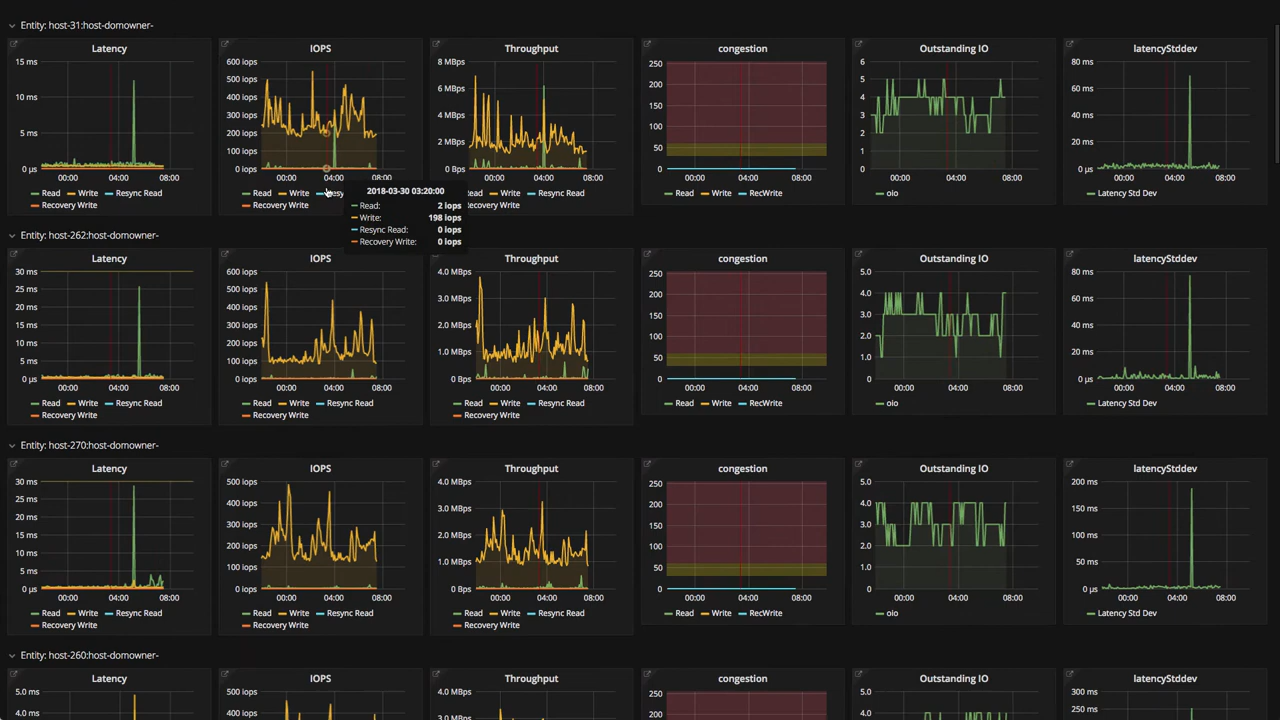 Entity: host-31:host-domowner-
Latency IOPS Throughput congestion Outstanding IO latencyStddev
15 ms 600 iops 8 MBps 250 6 80 ms
500 iops 200 5
10 ms 400 iops 6 MBps 4 60 ms
300 iops 4 MBps 150 3 40 ms
5 ms 200 iops 100 2
100 iops 2 MBps 50 1 20 ms
0 µs 0 iops 0 Bps 0 0 0 µs
00:00 04:00 08:00 00:00 04:00 08:00 00:00 04:00 08:00 00:00 04:00 08:00 00:00 04:00 08:00 00:00 04:00 08:00
Read Write Resync Read Read Write Resy Read Write Resync Read Read Write RecWrite oio Latency Std Dev
Recovery Write Recovery Write Recovery Write
2018-03-30 03:20:00
Read: 2 iops
Write: 198 iops
Resync Read: 0 iops
Recovery Write: 0 iops
Entity: host-262:host-domowner-
Latency IOPS Throughput congestion Outstanding IO latencyStddev
30 ms 600 iops 4.0 MBps 250 5.0 80 ms
25 ms 500 iops 200 4.0
20 ms 400 iops 3.0 MBps 60 ms
15 ms 300 iops 2.0 MBps 150 3.0 40 ms
10 ms 200 iops 100 2.0
5 ms 100 iops 1.0 MBps 50 1.0 20 ms
0 µs 0 iops 0 Bps 0 0 0 µs
00:00 04:00 08:00 00:00 04:00 08:00 00:00 04:00 08:00 00:00 04:00 08:00 00:00 04:00 08:00 00:00 04:00 08:00
Read Write Resync Read Read Write Resync Read Read Write Resync Read Read Write RecWrite oio Latency Std Dev
Recovery Write Recovery Write Recovery Write
Entity: host-270:host-domowner-
Latency IOPS Throughput congestion Outstanding IO latencyStddev
30 ms 500 iops 4.0 MBps 250 5.0 200 ms
25 ms 400 iops 200 4.0
20 ms 3.0 MBps 150 ms
15 ms 300 iops 2.0 MBps 150 3.0 100 ms
10 ms 200 iops 100 2.0
5 ms 100 iops 1.0 MBps 50 1.0 50 ms
0 µs 0 iops 0 Bps 0 0 0 µs
00:00 04:00 08:00 00:00 04:00 08:00 00:00 04:00 08:00 00:00 04:00 08:00 00:00 04:00 08:00 00:00 04:00 08:00
Read Write Resync Read Read Write Resync Read Read Write Resync Read Read Write RecWrite oio Latency Std Dev
Recovery Write Recovery Write Recovery Write
Entity: host-260:host-domowner-
Latency IOPS Throughput congestion Outstanding IO latencyStddev
5.0 ms 500 iops 4.0 MBps 250 5.0 300 ms
4.0 ms 400 iops 3.0 MBps 200 4.0 250 ms